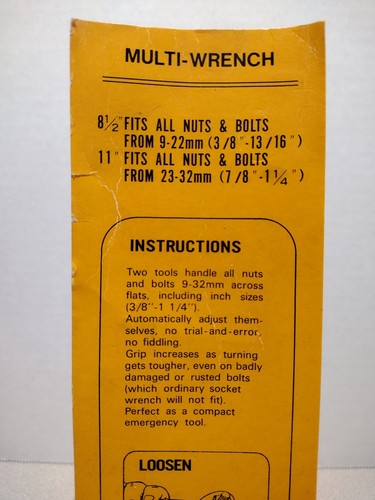 MULTI-WRENCH
8½" FITS ALL NUTS & BOLTS
FROM 9-22mm (3/8"-13/16")
11" FITS ALL NUTS & BOLTS
FROM 23-32mm (7/8"-1¼")
INSTRUCTIONS
Two tools handle all nuts
and bolts 9-32mm across
flats, including inch sizes
(3/8''-1 1/4'').
Automatically adjust them-
selves, no trial-and-error,
no fiddling.
Grip increases as turning
gets tougher, even on badly
damaged or rusted bolts
(which ordinary socket
wrench will not fit).
Perfect as a compact
emergency tool.
LOOSEN